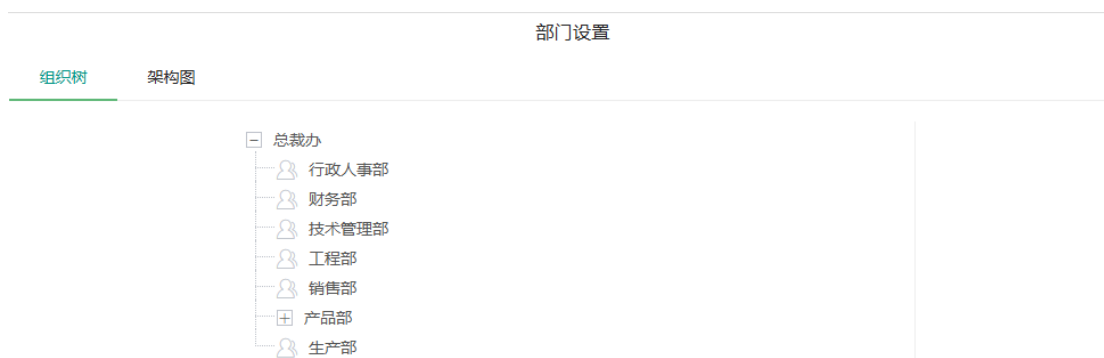 部门设置
组织树 架构图
总裁办
行政人事部
财务部
技术管理部
工程部
销售部
产品部
生产部